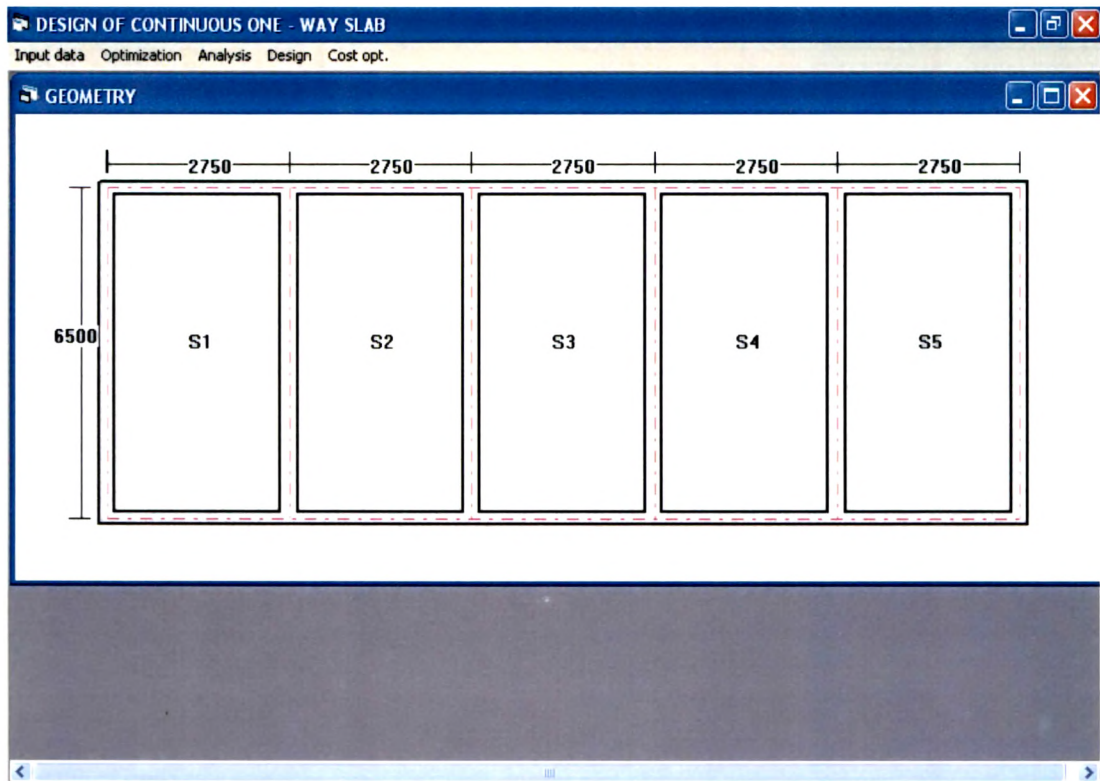 DESIGN OF CONTINUOUS ONE - WAY SLAB
Input data Optimization Analysis Design Cost opt.
GEOMETRY
2750 2750 2750 2750 2750
6500 S1 S2 S3 S4 S5